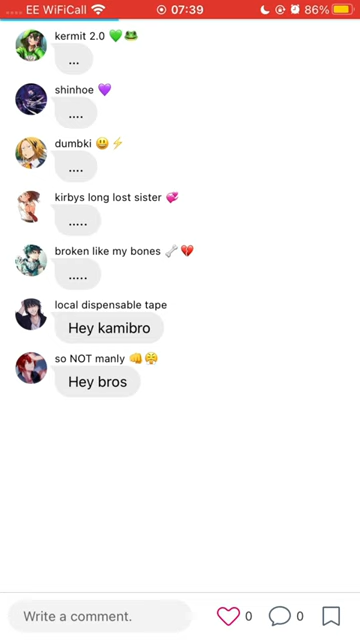 EE WiFiCall 07:39 86%
kermit 2.0 💚🐸
...
shinhoe 💜
....
dumbki 😃⚡
....
kirbys long lost sister 💞
.....
broken like my bones 🦴💔
.....
local dispensable tape
Hey kamibro
so NOT manly 👊😤
Hey bros
Write a comment. 0 0